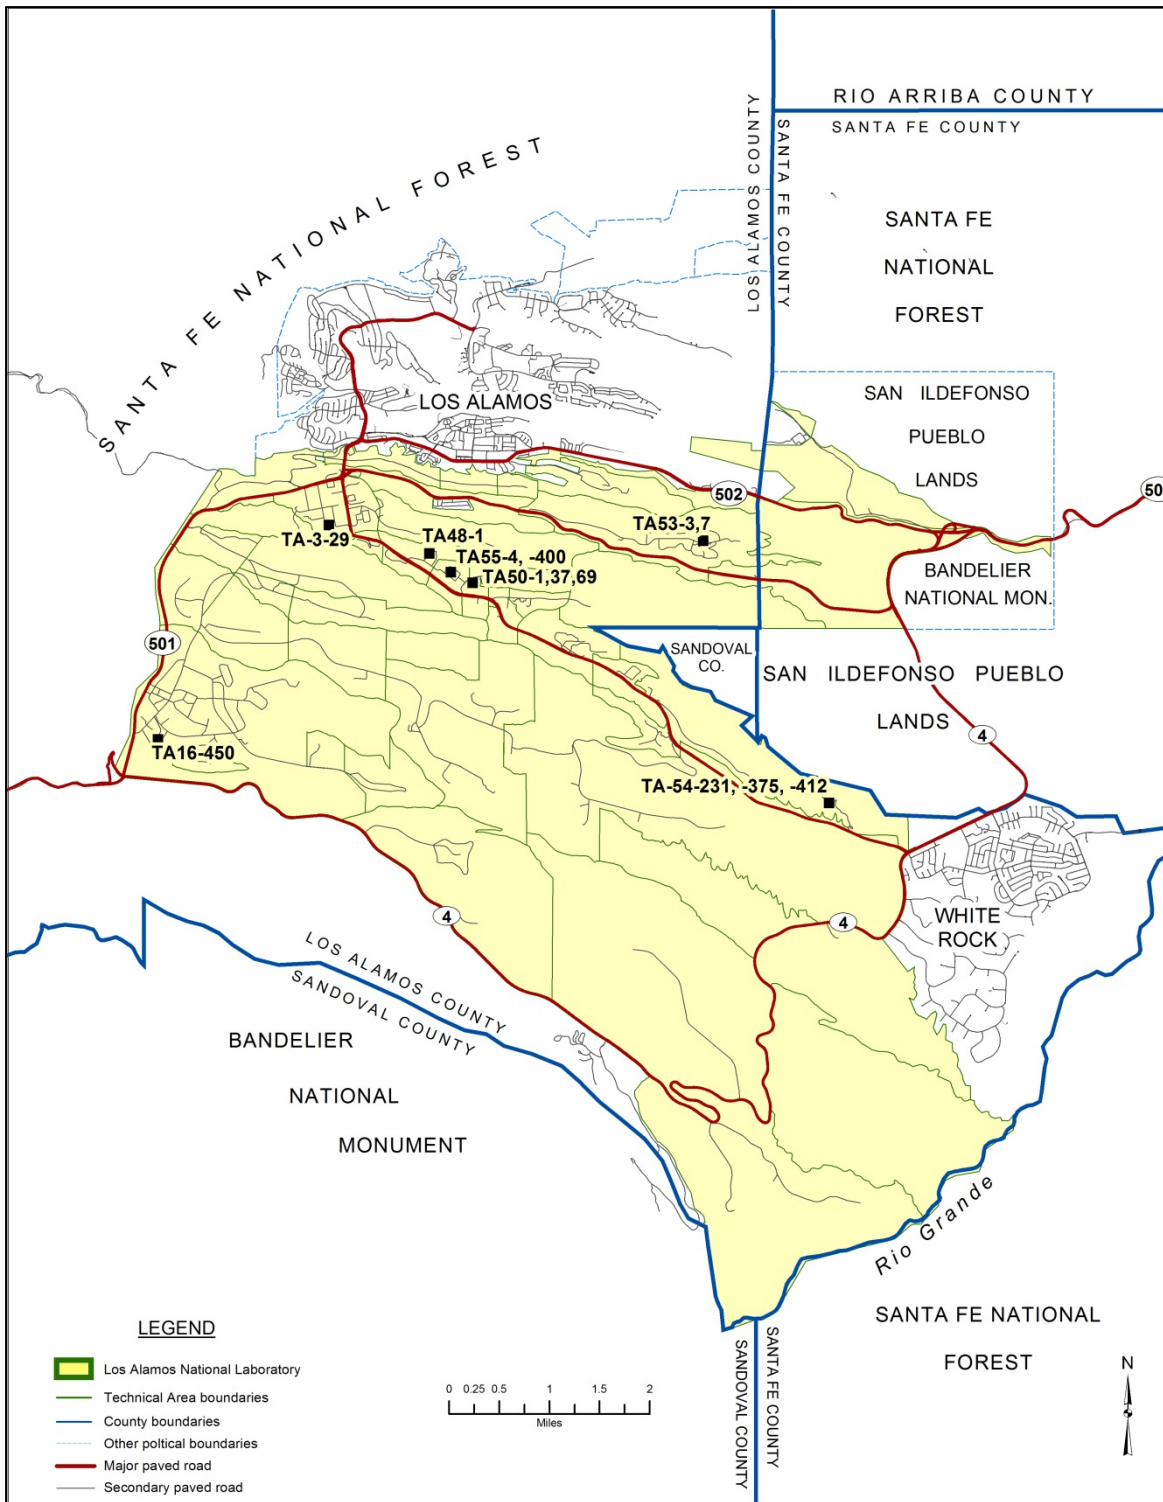 RIO ARRIBA COUNTY
SANTA FE COUNTY
LOS ALAMOS COUNTY
SANTA FE COUNTY
SANTA FE NATIONAL FOREST
SANTA FE
NATIONAL
FOREST
LOS ALAMOS
SAN ILDEFONSO
PUEBLO
LANDS
502
50
TA-3-29
TA48-1
TA55-4, -400
TA50-1,37,69
TA53-3,7
BANDELIER
NATIONAL MON.
501
SANDOVAL
CO.
SAN ILDEFONSO PUEBLO
LANDS
4
TA16-450
TA-54-231, -375, -412
4
4
WHITE
ROCK
LOS ALAMOS COUNTY
SANDOVAL COUNTY
BANDELIER
NATIONAL
MONUMENT
Rio Grande
SANTA FE NATIONAL
FOREST
SANDOVAL COUNTY
SANTA FE COUNTY
N
LEGEND
Los Alamos National Laboratory
Technical Area boundaries
County boundaries
Other poltical boundaries
Major paved road
Secondary paved road
0 0.25 0.5 1 1.5 2
Miles